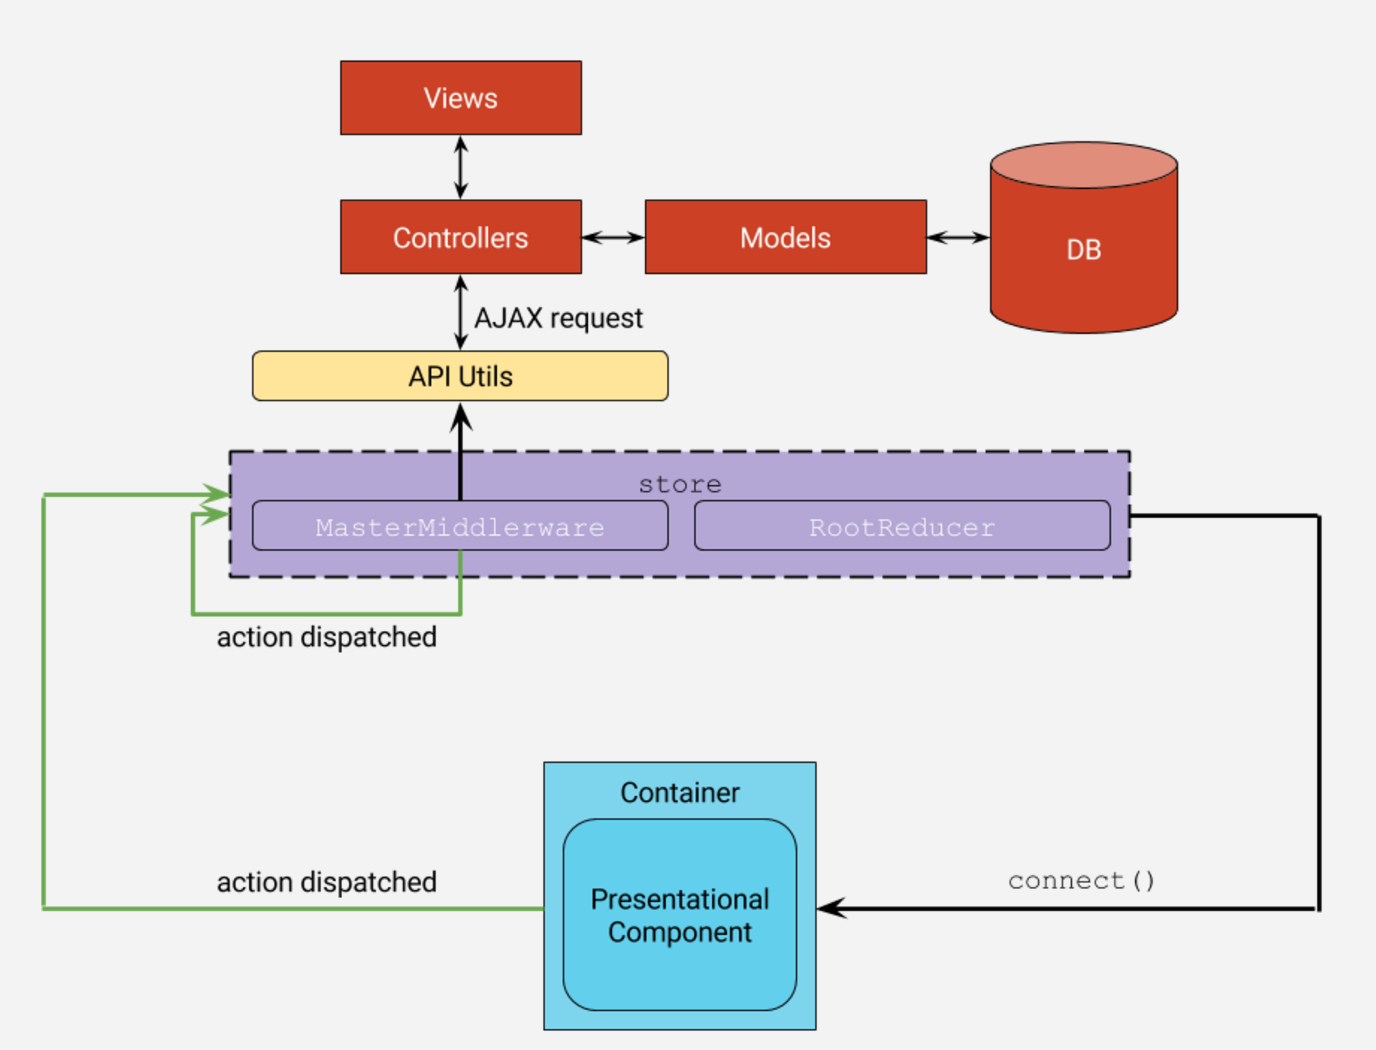 Views
Controllers
Models
DB
AJAX request
API Utils
store
MasterMiddlerware
RootReducer
action dispatched
Container
Presentational
Component
action dispatched
connect()